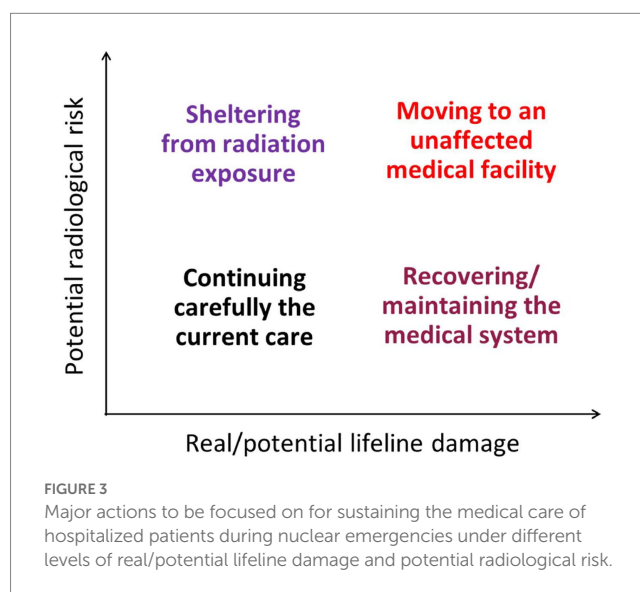 Potential radiological risk
Sheltering
from radiation
exposure
Moving to an
unaffected
medical facility
Continuing
carefully the
current care
Recovering/
maintaining the
medical system
Real/potential lifeline damage
FIGURE 3
Major actions to be focused on for sustaining the medical care of
hospitalized patients during nuclear emergencies under different
levels of real/potential lifeline damage and potential radiological risk.